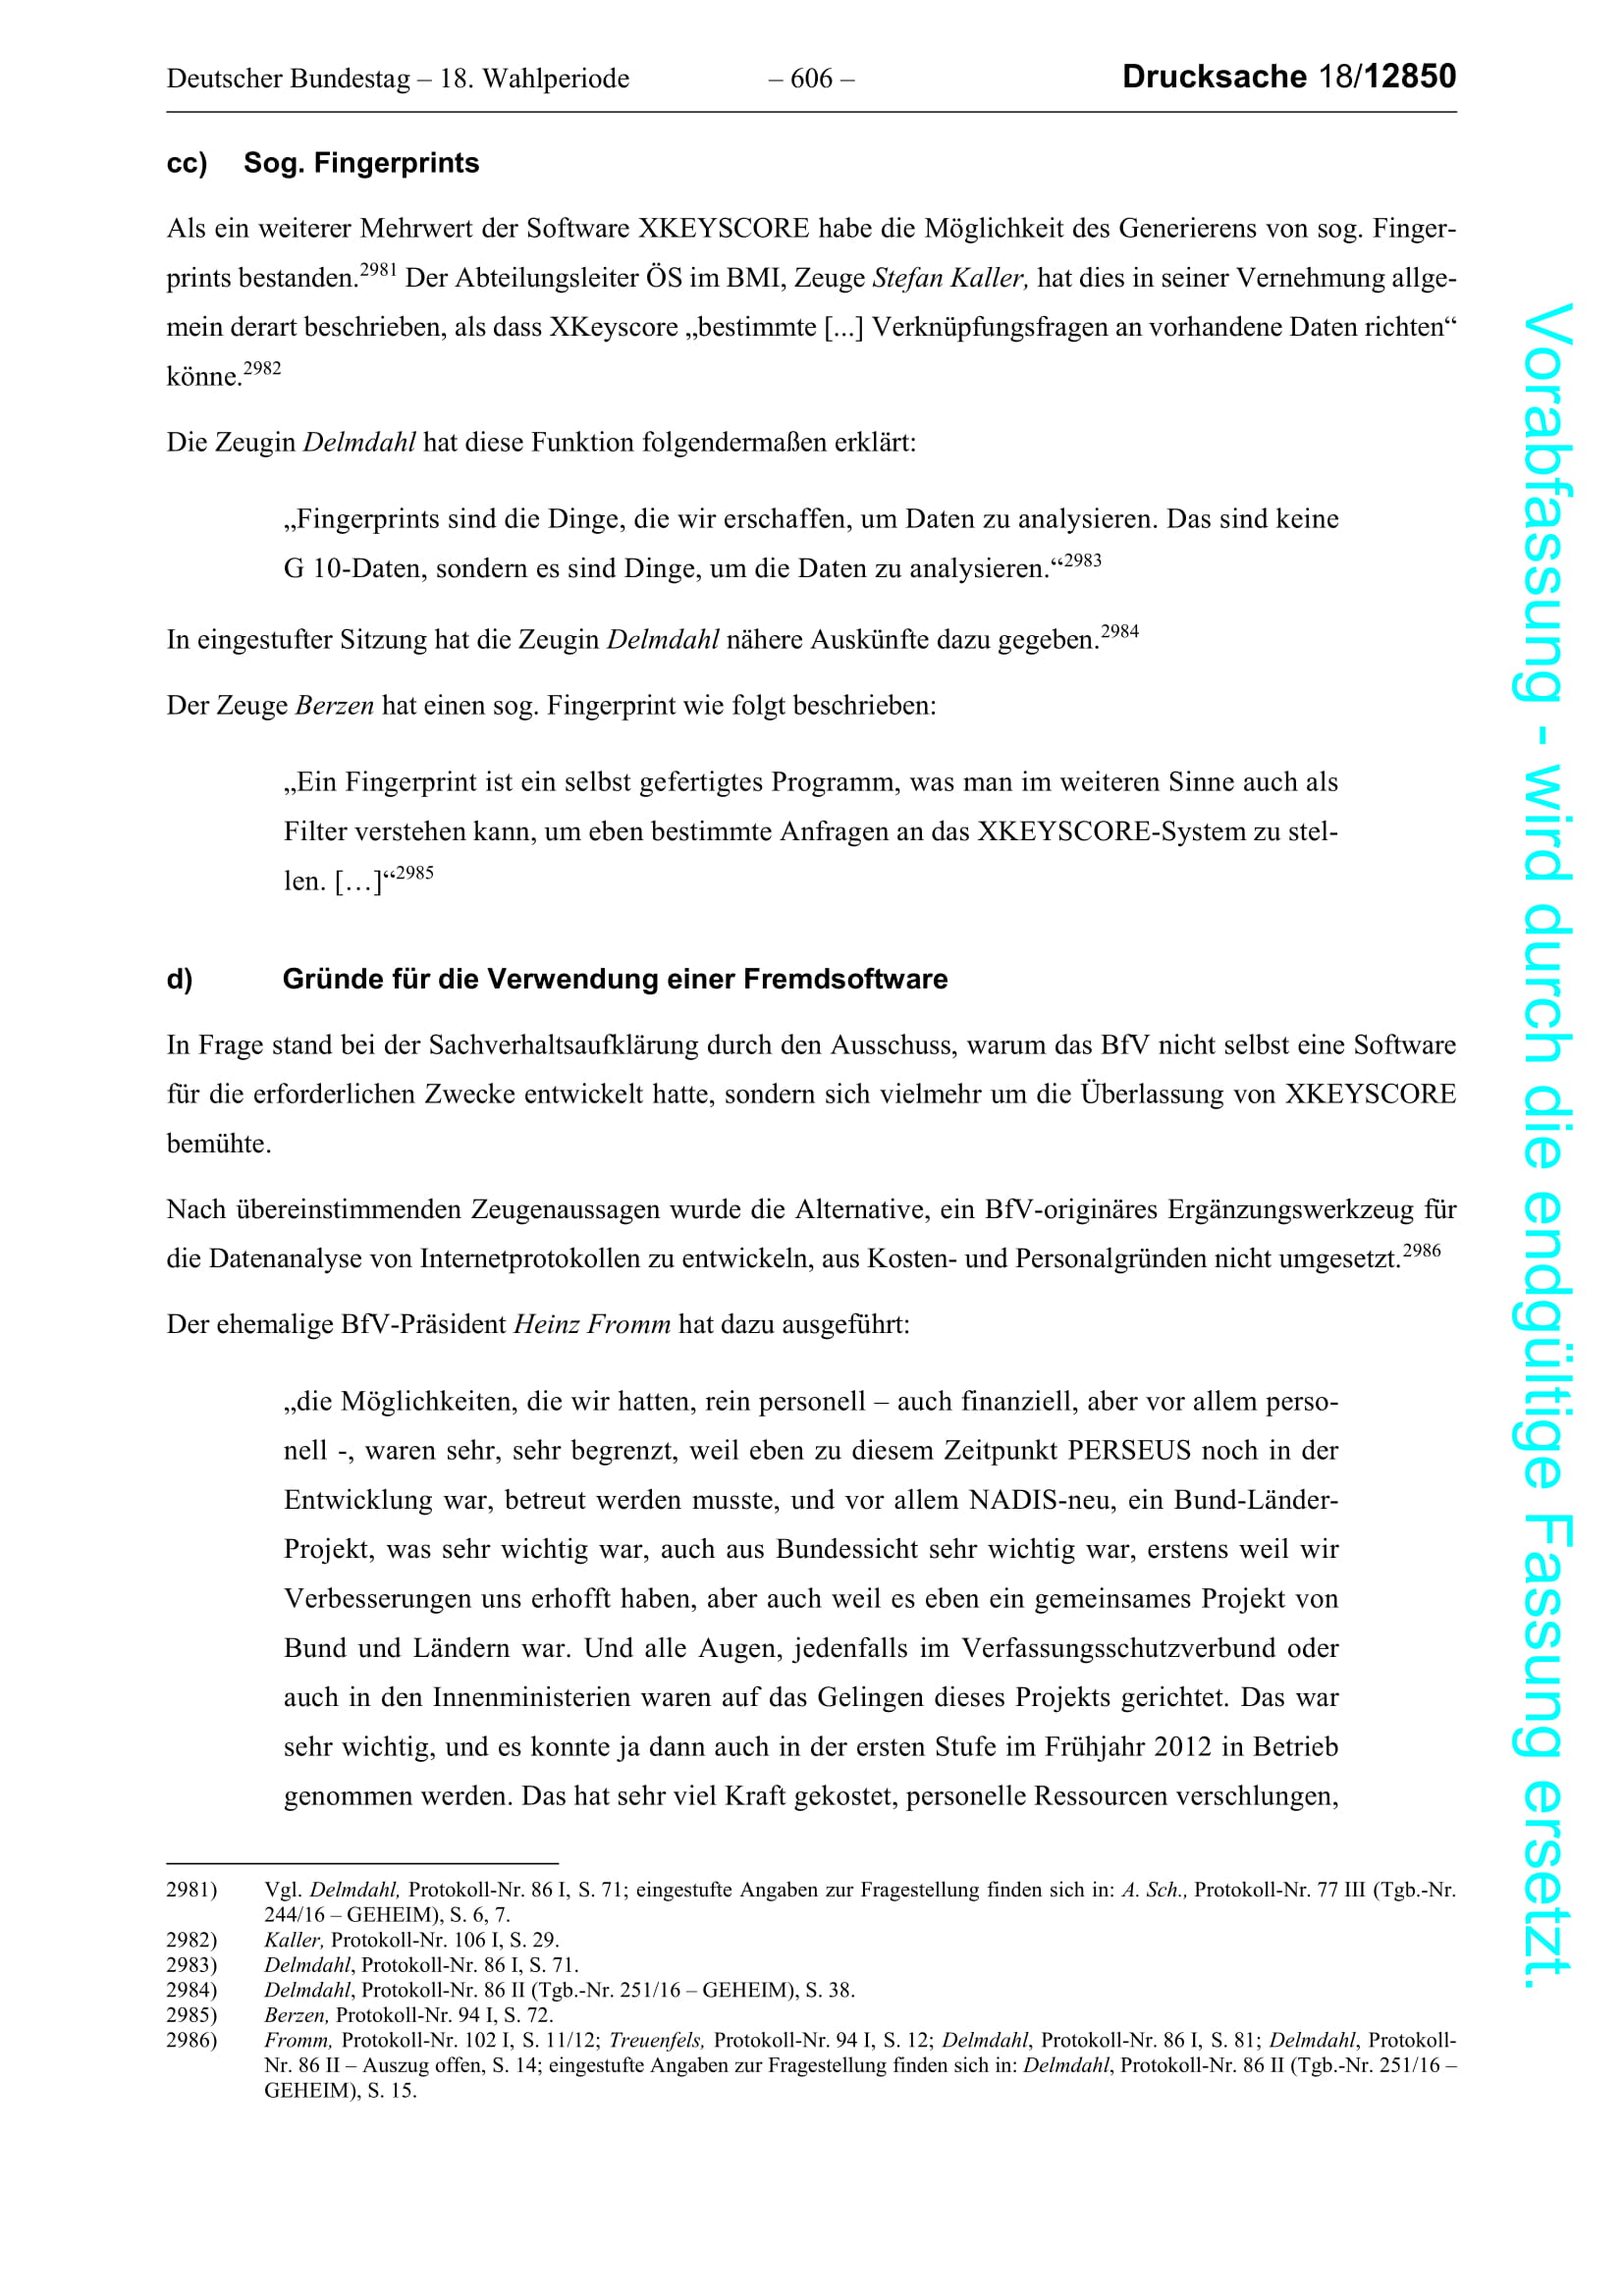 Deutscher Bundestag – 18. Wahlperiode – 606 – Drucksache 18/12850
cc) Sog. Fingerprints
Als ein weiterer Mehrwert der Software XKEYSCORE habe die Möglichkeit des Generierens von sog. Finger-
prints bestanden.2981 Der Abteilungsleiter ÖS im BMI, Zeuge Stefan Kaller, hat dies in seiner Vernehmung allge-
mein derart beschrieben, als dass XKeyscore „bestimmte [...] Verknüpfungsfragen an vorhandene Daten richten“
könne.2982
Die Zeugin Delmdahl hat diese Funktion folgendermaßen erklärt:
„Fingerprints sind die Dinge, die wir erschaffen, um Daten zu analysieren. Das sind keine
G 10-Daten, sondern es sind Dinge, um die Daten zu analysieren.“2983
In eingestufter Sitzung hat die Zeugin Delmdahl nähere Auskünfte dazu gegeben.2984
Der Zeuge Berzen hat einen sog. Fingerprint wie folgt beschrieben:
„Ein Fingerprint ist ein selbst gefertigtes Programm, was man im weiteren Sinne auch als
Filter verstehen kann, um eben bestimmte Anfragen an das XKEYSCORE-System zu stel-
len. […]“2985
d) Gründe für die Verwendung einer Fremdsoftware
In Frage stand bei der Sachverhaltsaufklärung durch den Ausschuss, warum das BfV nicht selbst eine Software
für die erforderlichen Zwecke entwickelt hatte, sondern sich vielmehr um die Überlassung von XKEYSCORE
bemühte.
Nach übereinstimmenden Zeugenaussagen wurde die Alternative, ein BfV-originäres Ergänzungswerkzeug für
die Datenanalyse von Internetprotokollen zu entwickeln, aus Kosten- und Personalgründen nicht umgesetzt.2986
Der ehemalige BfV-Präsident Heinz Fromm hat dazu ausgeführt:
„die Möglichkeiten, die wir hatten, rein personell – auch finanziell, aber vor allem perso-
nell -, waren sehr, sehr begrenzt, weil eben zu diesem Zeitpunkt PERSEUS noch in der
Entwicklung war, betreut werden musste, und vor allem NADIS-neu, ein Bund-Länder-
Projekt, was sehr wichtig war, auch aus Bundessicht sehr wichtig war, erstens weil wir
Verbesserungen uns erhofft haben, aber auch weil es eben ein gemeinsames Projekt von
Bund und Ländern war. Und alle Augen, jedenfalls im Verfassungsschutzverbund oder
auch in den Innenministerien waren auf das Gelingen dieses Projekts gerichtet. Das war
sehr wichtig, und es konnte ja dann auch in der ersten Stufe im Frühjahr 2012 in Betrieb
genommen werden. Das hat sehr viel Kraft gekostet, personelle Ressourcen verschlungen,
2981) Vgl. Delmdahl, Protokoll-Nr. 86 I, S. 71; eingestufte Angaben zur Fragestellung finden sich in: A. Sch., Protokoll-Nr. 77 III (Tgb.-Nr.
244/16 – GEHEIM), S. 6, 7.
2982) Kaller, Protokoll-Nr. 106 I, S. 29.
2983) Delmdahl, Protokoll-Nr. 86 I, S. 71.
2984) Delmdahl, Protokoll-Nr. 86 II (Tgb.-Nr. 251/16 – GEHEIM), S. 38.
2985) Berzen, Protokoll-Nr. 94 I, S. 72.
2986) Fromm, Protokoll-Nr. 102 I, S. 11/12; Treuenfels, Protokoll-Nr. 94 I, S. 12; Delmdahl, Protokoll-Nr. 86 I, S. 81; Delmdahl, Protokoll-
Nr. 86 II – Auszug offen, S. 14; eingestufte Angaben zur Fragestellung finden sich in: Delmdahl, Protokoll-Nr. 86 II (Tgb.-Nr. 251/16 –
GEHEIM), S. 15.
Vorabfassung - wird durch die endgültige Fassung ersetzt.